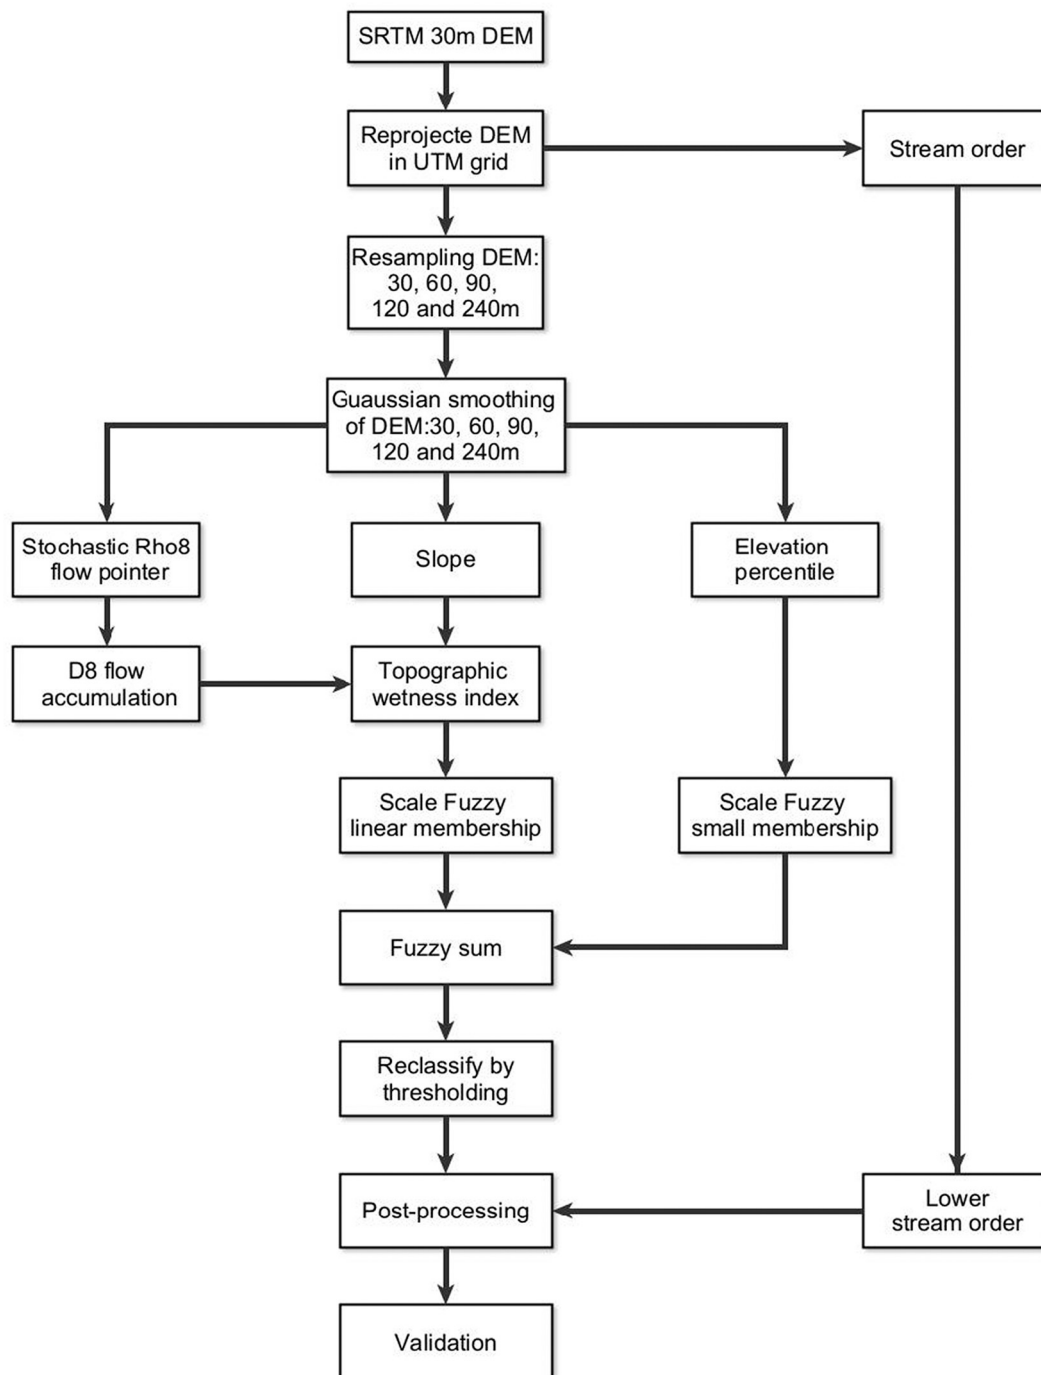 SRTM 30m DEM
Reprojecte DEM
in UTM grid
Stream order
Resampling DEM:
30, 60, 90,
120 and 240m
Guaussian smoothing
of DEM:30, 60, 90,
120 and 240m
Stochastic Rho8
flow pointer
Slope
Elevation
percentile
D8 flow
accumulation
Topographic
wetness index
Scale Fuzzy
linear membership
Scale Fuzzy
small membership
Fuzzy sum
Reclassify by
thresholding
Post-processing
Lower
stream order
Validation